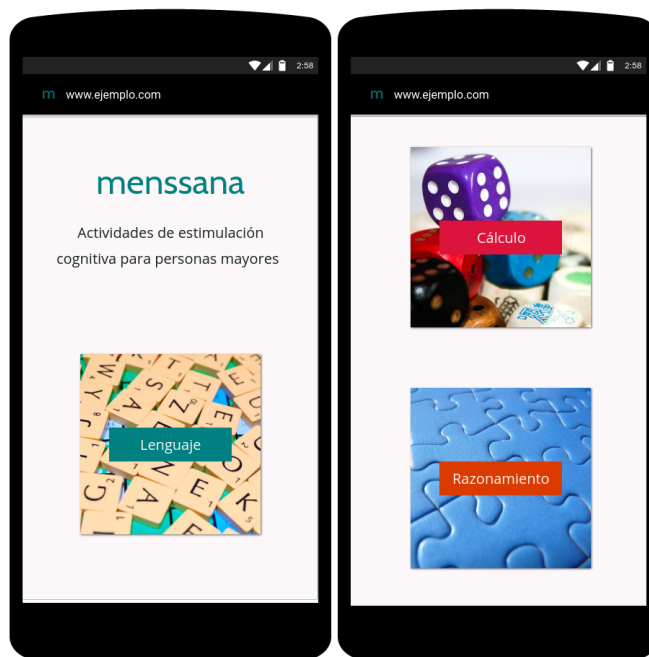 2:58
m www.ejemplo.com
menssana
Actividades de estimulación
cognitiva para personas mayores
Lenguaje
2:58
m www.ejemplo.com
Cálculo
Razonamiento